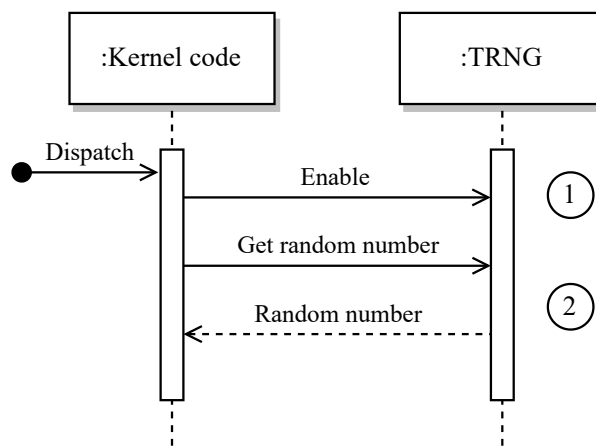 :Kernel code
:TRNG
Dispatch
Enable
1
Get random number
2
Random number